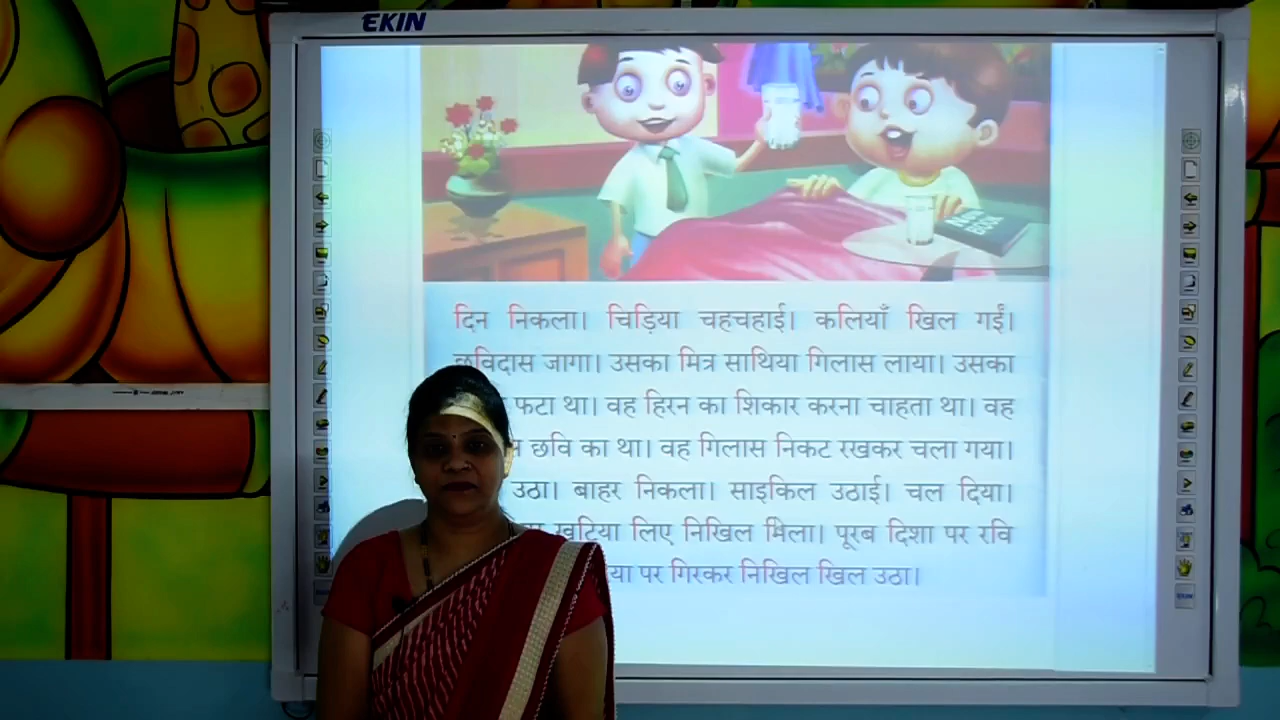 EKIN
दिन निकला। चिड़िया चहचहाई। कलियाँ खिल गईं।
छविदास जागा। उसका मित्र साथिया गिलास लाया। उसका
फटा था। वह हिरन का शिकार करना चाहता था। वह
छवि का था। वह गिलास निकट रखकर चला गया।
उठा। बाहर निकला। साइकिल उठाई। चल दिया।
खटिया लिए निखिल मिला। पूरब दिशा पर रवि
पर गिरकर निखिल खिल उठा।